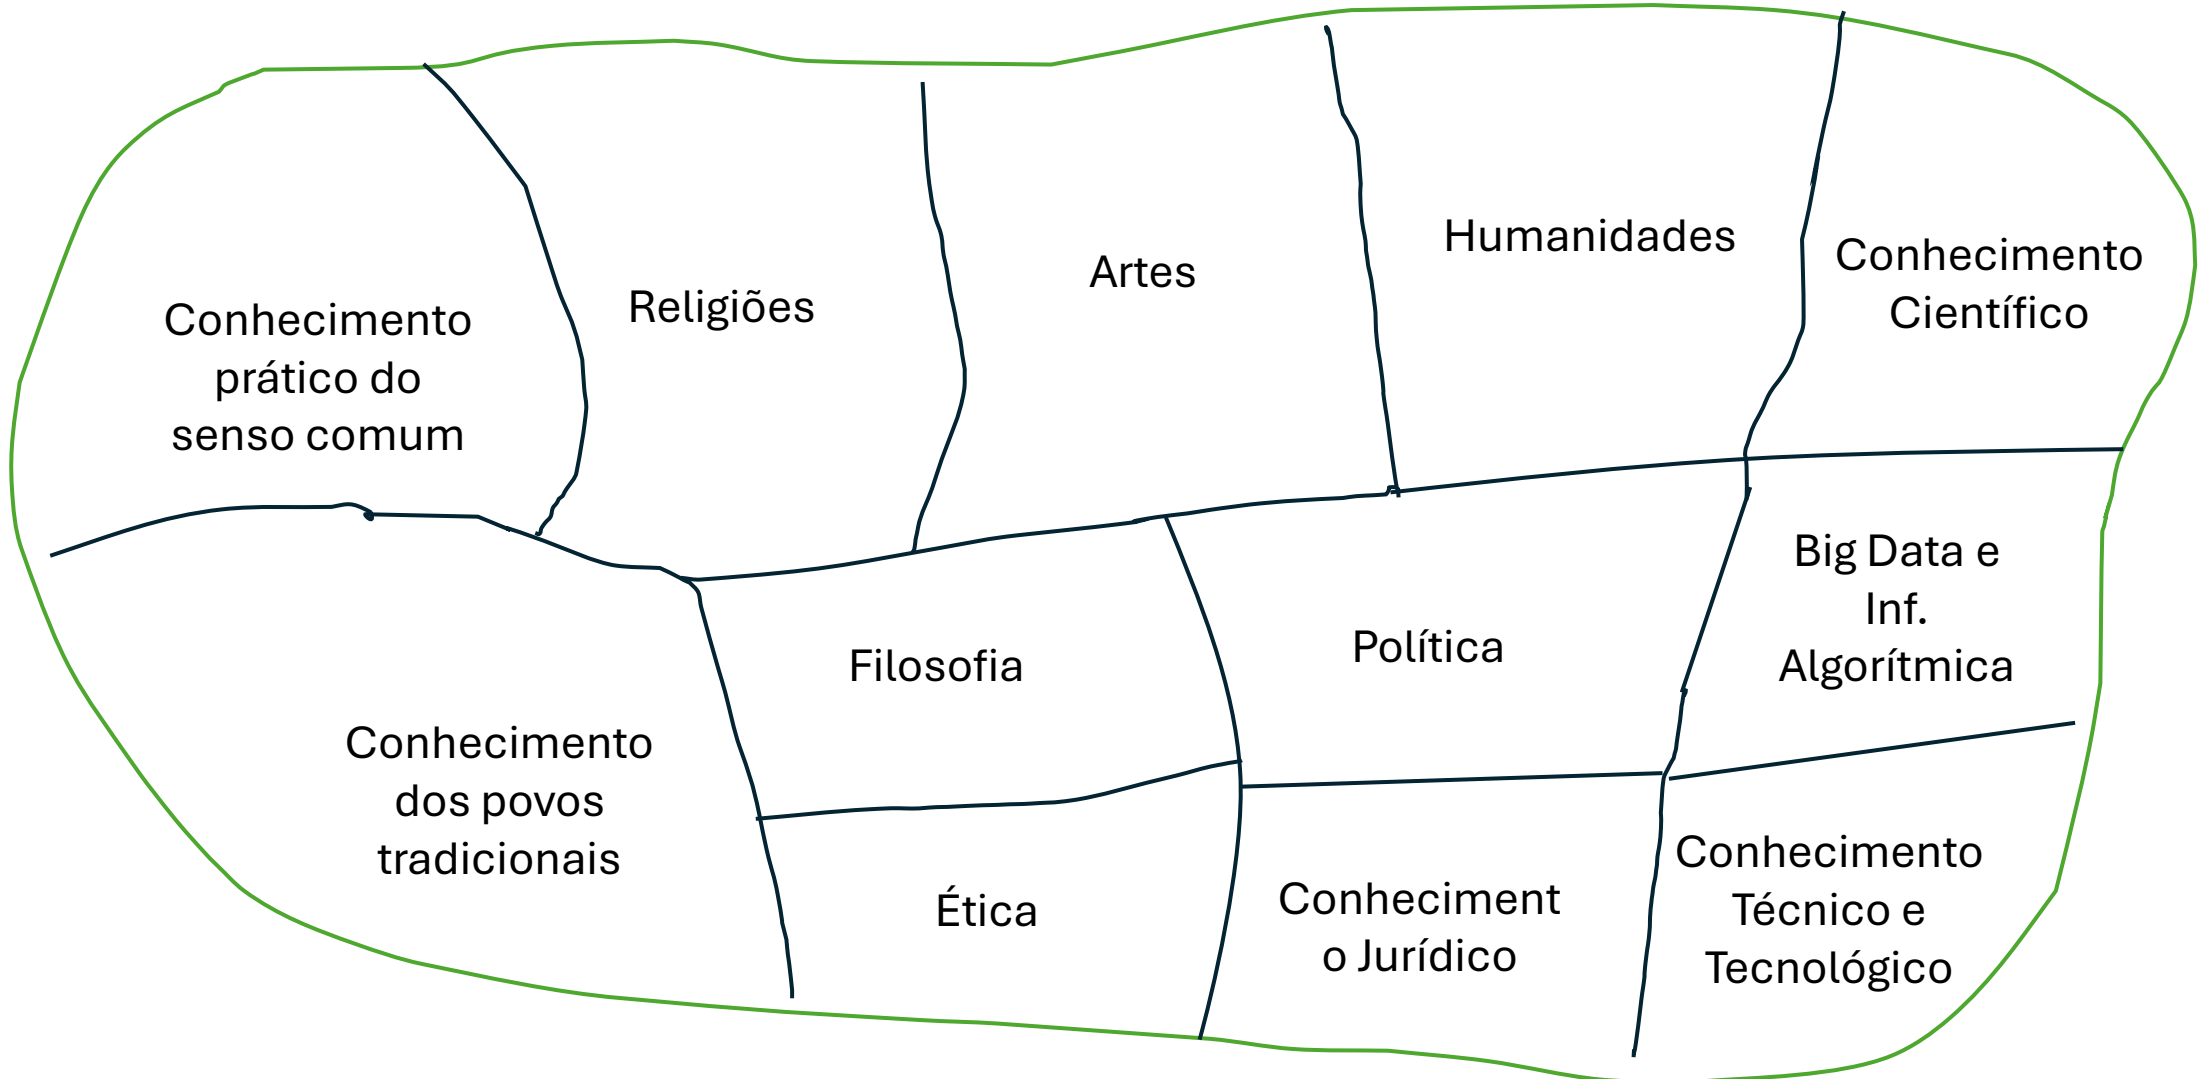 Conhecimento
prático do
senso comum
Religiões
Artes
Humanidades
Conhecimento
Científico
Conhecimento
dos povos
tradicionais
Filosofia
Política
Big Data e
Inf.
Algorítmica
Ética
Conheciment
o Jurídico
Conhecimento
Técnico e
Tecnológico